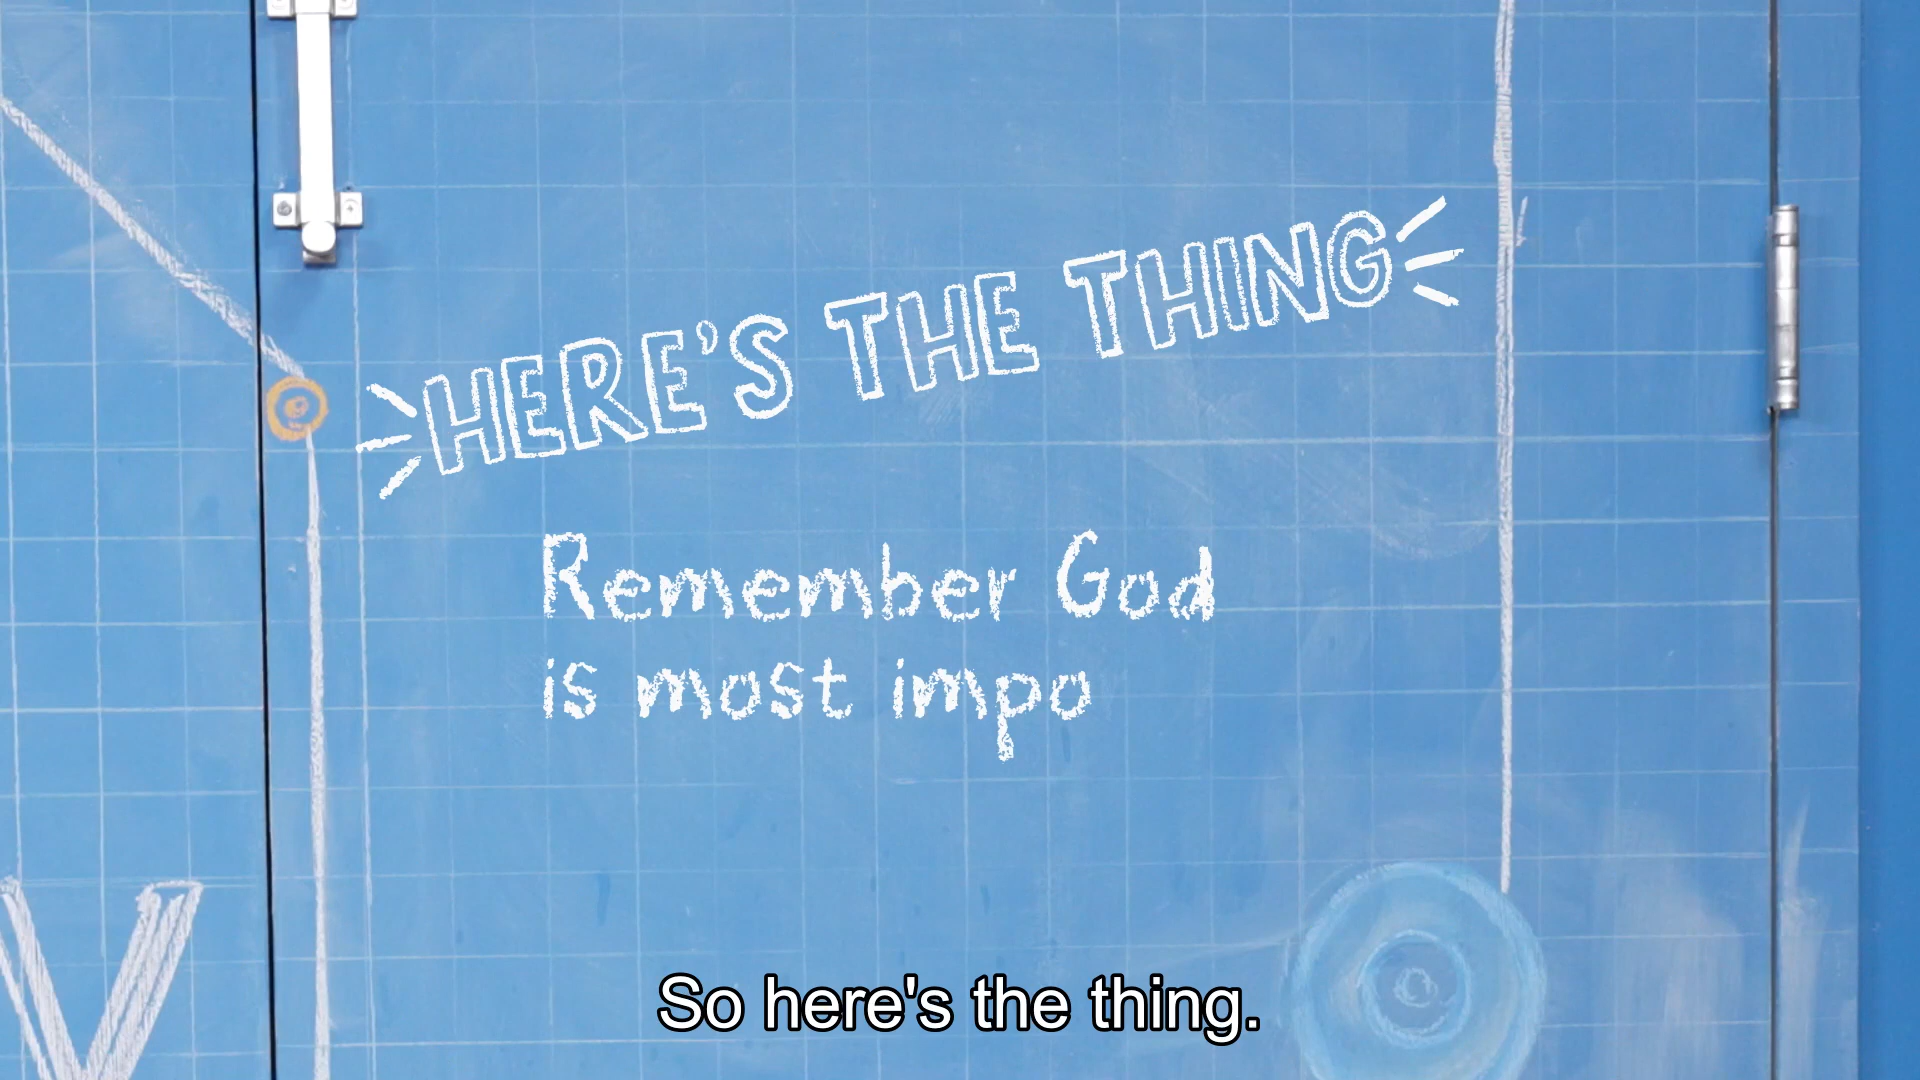 HERE'S THE THING
Remember God
is most impo
So here's the thing.